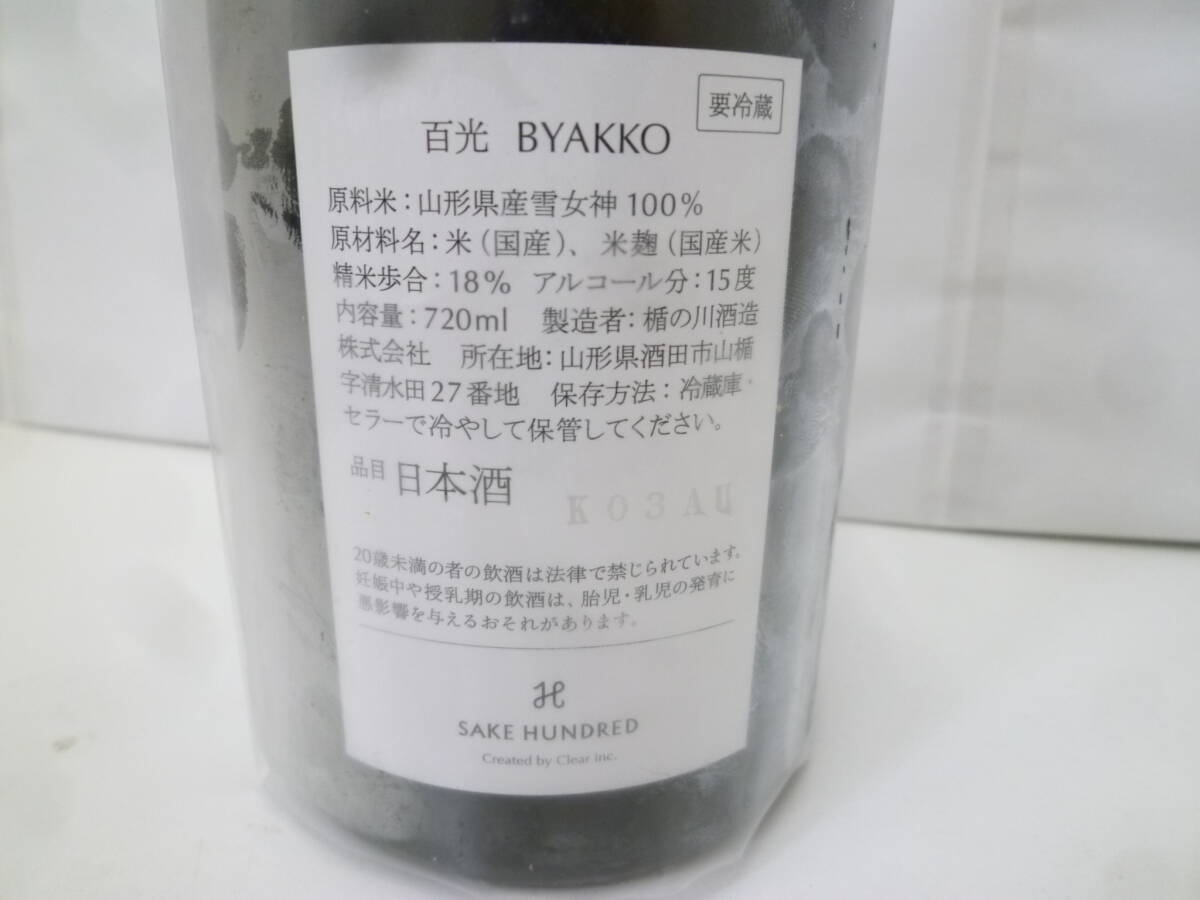 要冷蔵
百光 BYAKKO
原料米：山形県産雪女神 100%
原材料名：米（国産）、米麹（国産米）
精米歩合：18% アルコール分：15度
内容量：720ml 製造者：楯の川酒造
株式会社 所在地：山形県酒田市山楯
字清水田27番地 保存方法：冷蔵庫・
セラーで冷やして保管してください。
品目 日本酒
K03AU
20歳未満の者の飲酒は法律で禁じられています。
妊娠中や授乳期の飲酒は、胎児・乳児の発育に
悪影響を与えるおそれがあります。
SAKE HUNDRED
Created by Clear inc.